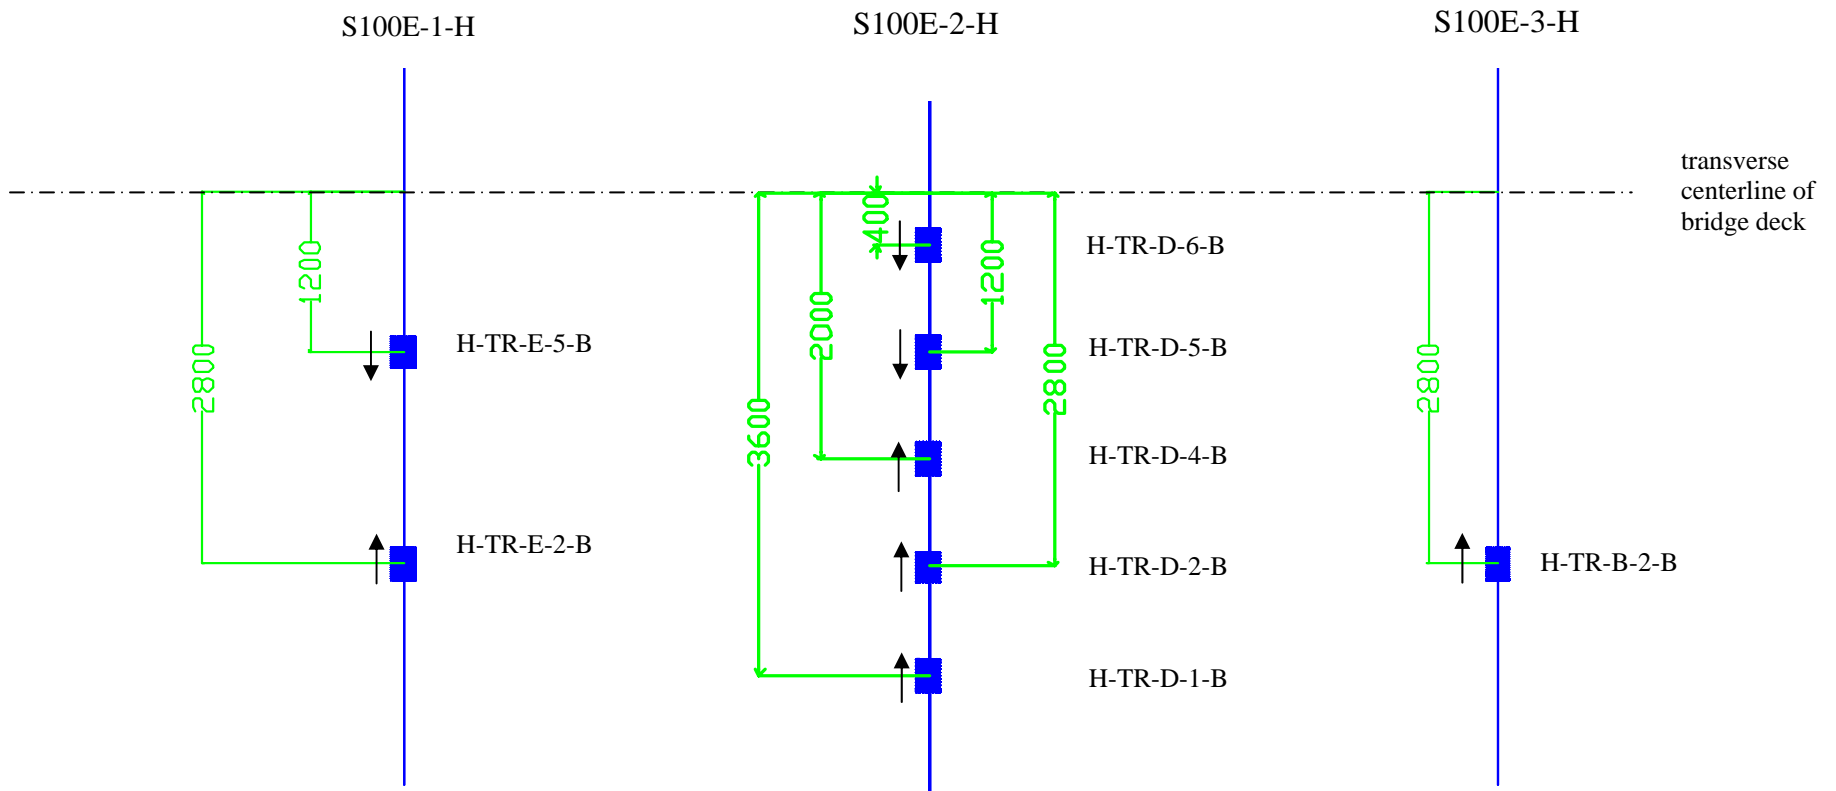 S100E-1-H
S100E-2-H
S100E-3-H
transverse
centerline of
bridge deck
400
H-TR-D-6-B
1200
1200
2000
H-TR-E-5-B
H-TR-D-5-B
2800
2800
2800
3600
H-TR-D-4-B
H-TR-E-2-B
H-TR-D-2-B
H-TR-B-2-B
H-TR-D-1-B